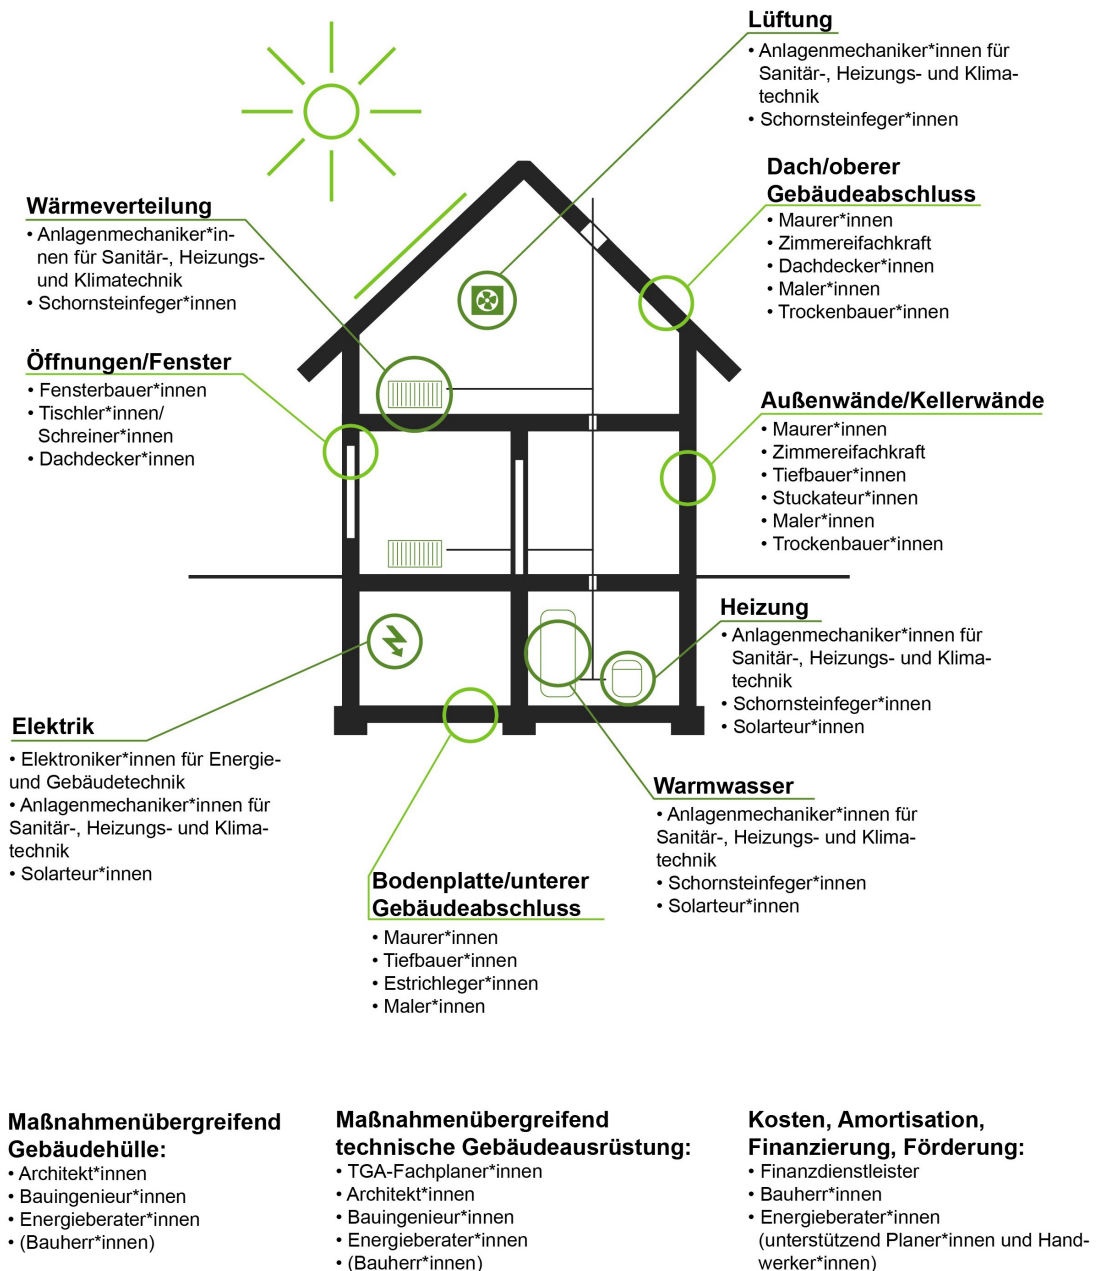 Lüftung
• Anlagenmechaniker*innen für
Sanitär-, Heizungs- und Klima-
technik
• Schornsteinfeger*innen
Dach/oberer
Gebäudeabschluss
• Maurer*innen
• Zimmereifachkraft
• Dachdecker*innen
• Maler*innen
• Trockenbauer*innen
Wärmeverteilung
• Anlagenmechaniker*in-
nen für Sanitär-, Heizungs-
und Klimatechnik
• Schornsteinfeger*innen
Öffnungen/Fenster
• Fensterbauer*innen
• Tischler*innen/
Schreiner*innen
• Dachdecker*innen
Außenwände/Kellerwände
• Maurer*innen
• Zimmereifachkraft
• Tiefbauer*innen
• Stuckateur*innen
• Maler*innen
• Trockenbauer*innen
Heizung
• Anlagenmechaniker*innen für
Sanitär-, Heizungs- und Klima-
technik
• Schornsteinfeger*innen
• Solarteur*innen
Elektrik
• Elektroniker*innen für Energie-
und Gebäudetechnik
• Anlagenmechaniker*innen für
Sanitär-, Heizungs- und Klima-
technik
• Solarteur*innen
Warmwasser
• Anlagenmechaniker*innen für
Sanitär-, Heizungs- und Klima-
technik
• Schornsteinfeger*innen
• Solarteur*innen
Bodenplatte/unterer
Gebäudeabschluss
• Maurer*innen
• Tiefbauer*innen
• Estrichleger*innen
• Maler*innen
Maßnahmenübergreifend
Gebäudehülle:
• Architekt*innen
• Bauingenieur*innen
• Energieberater*innen
• (Bauherr*innen)
Maßnahmenübergreifend
technische Gebäudeausrüstung:
• TGA-Fachplaner*innen
• Architekt*innen
• Bauingenieur*innen
• Energieberater*innen
• (Bauherr*innen)
Kosten, Amortisation,
Finanzierung, Förderung:
• Finanzdienstleister
• Bauherr*innen
• Energieberater*innen
(unterstützend Planer*innen und Hand-
werker*innen)